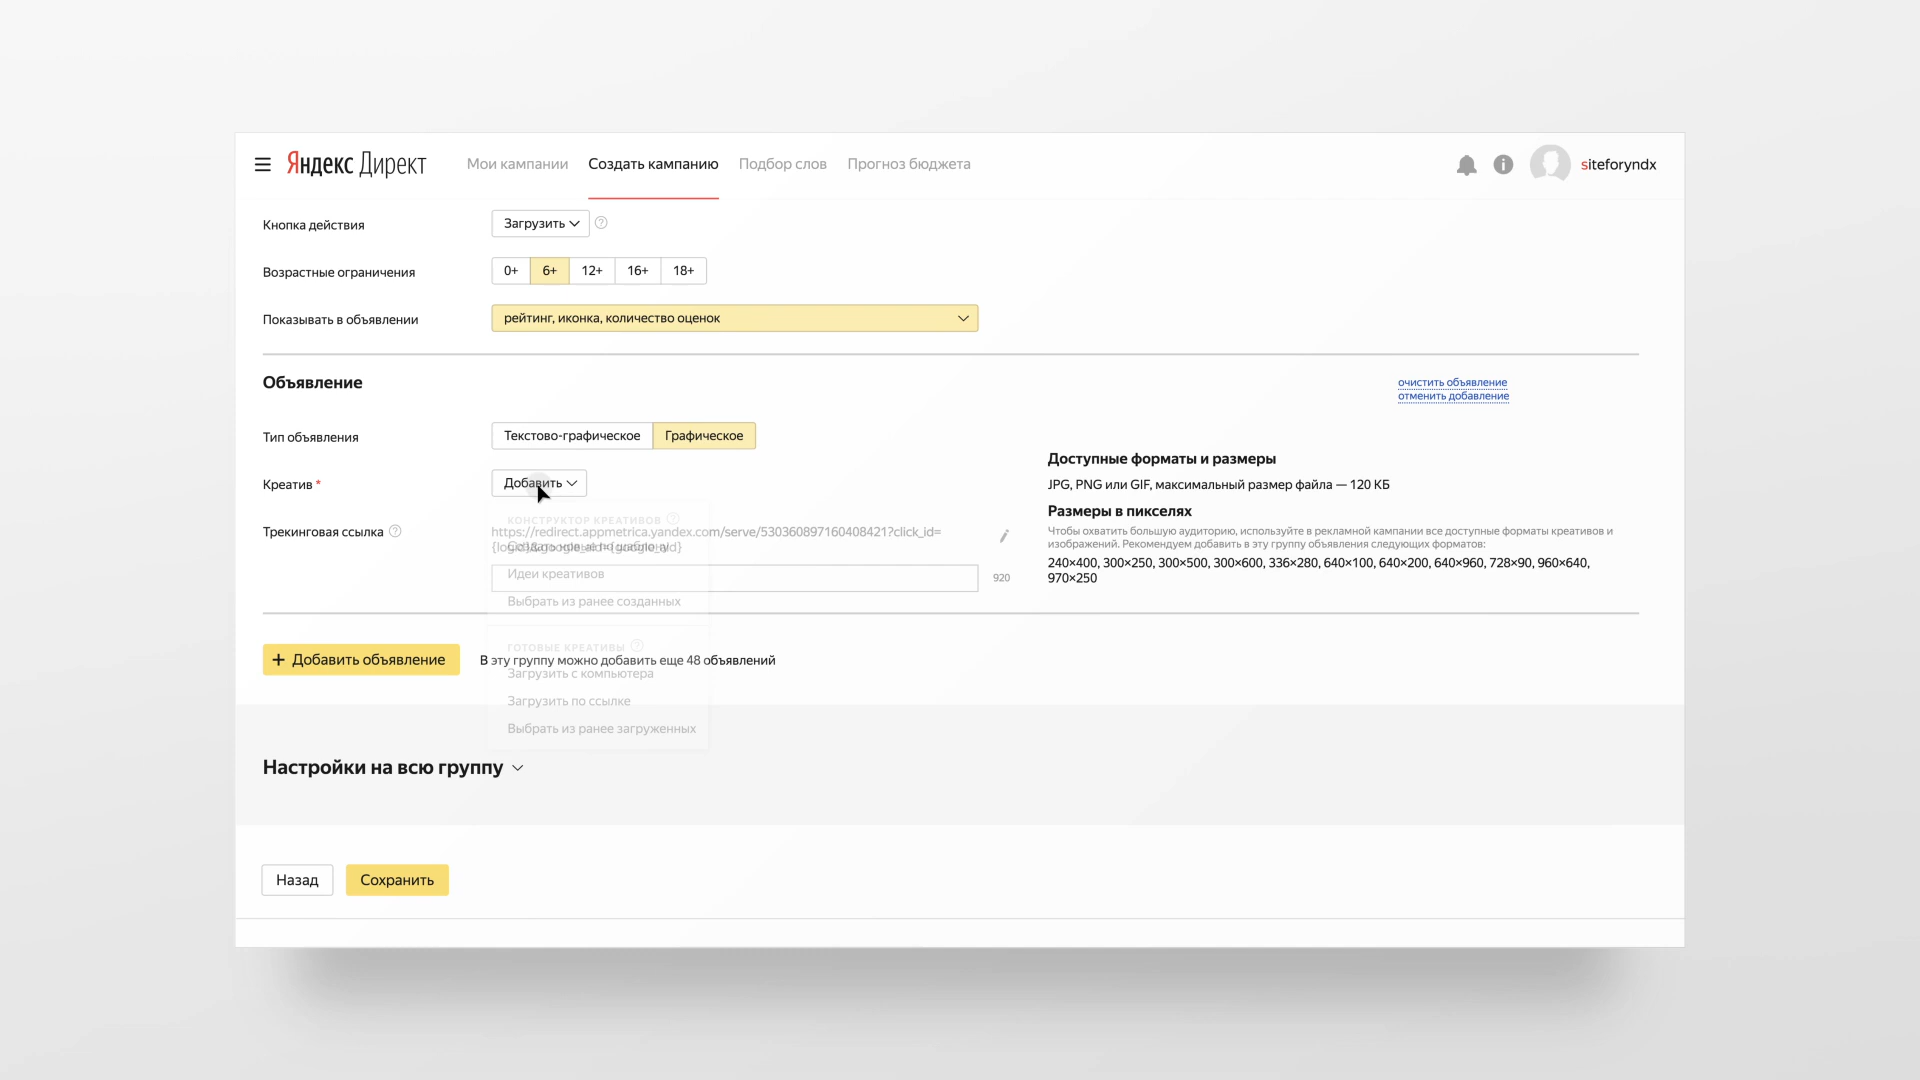 Яндекс Директ Мои кампании Создать кампанию Подбор слов Прогноз бюджета siteforyndx
Кнопка действия Загрузить
Возрастные ограничения 0+ 6+ 12+ 16+ 18+
Показывать в объявлении рейтинг, иконка, количество оценок
Объявление
очистить объявление
отменить добавление
Тип объявления Текстово-графическое Графическое
Креатив * Добавить
КОНСТРУКТОР КРЕАТИВОВ
Трекинговая ссылка https://redirect.appmetrica.yandex.com/serve/530360897160408421?click_id=
Идеи креативов
920
Выбрать из ранее созданных
Доступные форматы и размеры
JPG, PNG или GIF, максимальный размер файла — 120 КБ
Размеры в пикселях
Чтобы охватить большую аудиторию, используйте в рекламной кампании все доступные форматы креативов и
изображений. Рекомендуем добавить в эту группу объявления следующих форматов:
240×400, 300×250, 300×500, 300×600, 336×280, 640×100, 640×200, 640×960, 728×90, 960×640,
970×250
ГОТОВЫЕ КРЕАТИВЫ
+ Добавить объявление В эту группу можно добавить еще 48 объявлений
Загрузить с компьютера
Загрузить по ссылке
Выбрать из ранее загруженных
Настройки на всю группу
Назад Сохранить